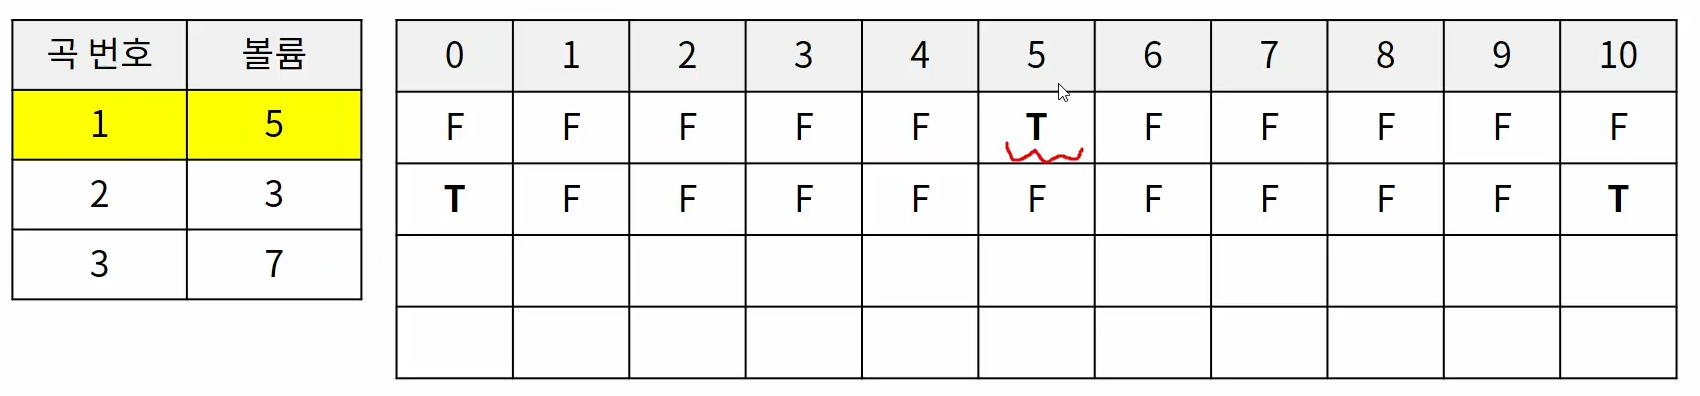 곡 번호 볼륨
1 5
2 3
3 7
0 1 2 3 4 5 6 7 8 9 10
F F F F F T F F F F F
T F F F F F F F F F T